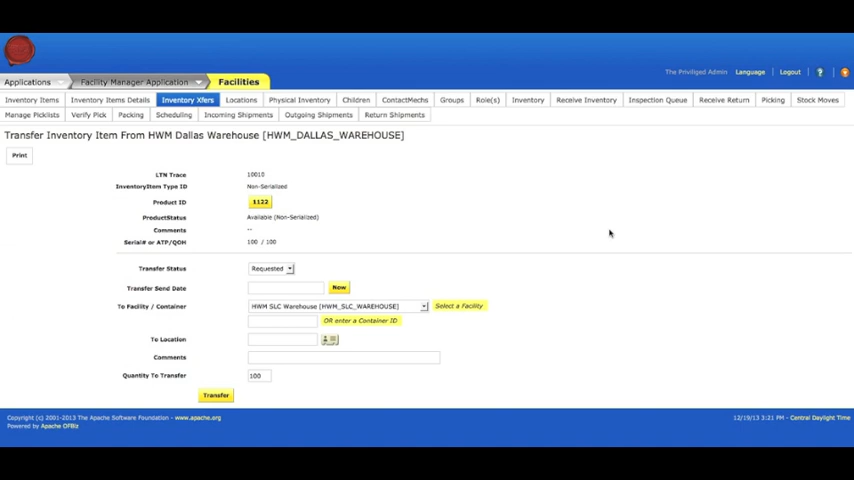 The Priviliged Admin Language Logout ?
Applications Facility Manager Application Facilities
Inventory Items Inventory Items Details Inventory Xfers Locations Physical Inventory Children ContactMechs Groups Role(s) Inventory Receive Inventory Inspection Queue Receive Return Picking Stock Moves
Manage Picklists Verify Pick Packing Scheduling Incoming Shipments Outgoing Shipments Return Shipments
Transfer Inventory Item From HWM Dallas Warehouse [HWM_DALLAS_WAREHOUSE]
Print
LTN Trace 10010
InventoryItem Type ID Non-Serialized
Product ID 1122
ProductStatus Available (Non-Serialized)
Comments --
Serial# or ATP/QOH 100 / 100
Transfer Status Requested
Transfer Send Date Now
To Facility / Container HWM SLC Warehouse [HWM_SLC_WAREHOUSE] Select a Facility
OR enter a Container ID
To Location
Comments
Quantity To Transfer 100
Transfer
Copyright (c) 2001-2013 The Apache Software Foundation - www.apache.org 12/19/13 3:21 PM - Central Daylight Time
Powered by Apache OFBiz